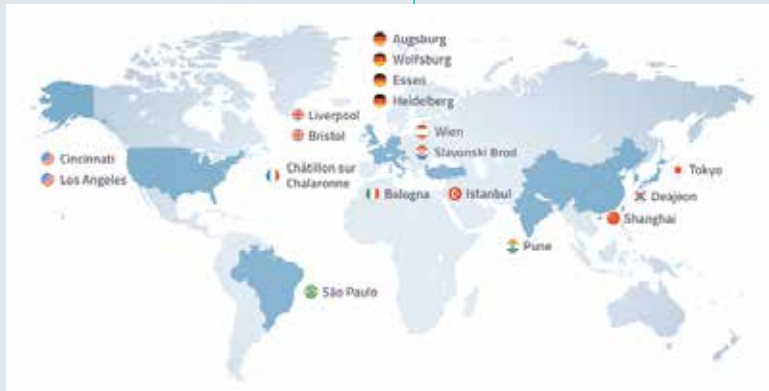 Augsburg
Wolfsburg
Essen
Heidelberg
Liverpool
Bristol
Wien
Slavonski Brod
Cincinnati
Los Angeles
Châtillon sur
Chalaronne
Bologna
Istanbul
Tokyo
Deajeon
Shanghai
Pune
São Paulo